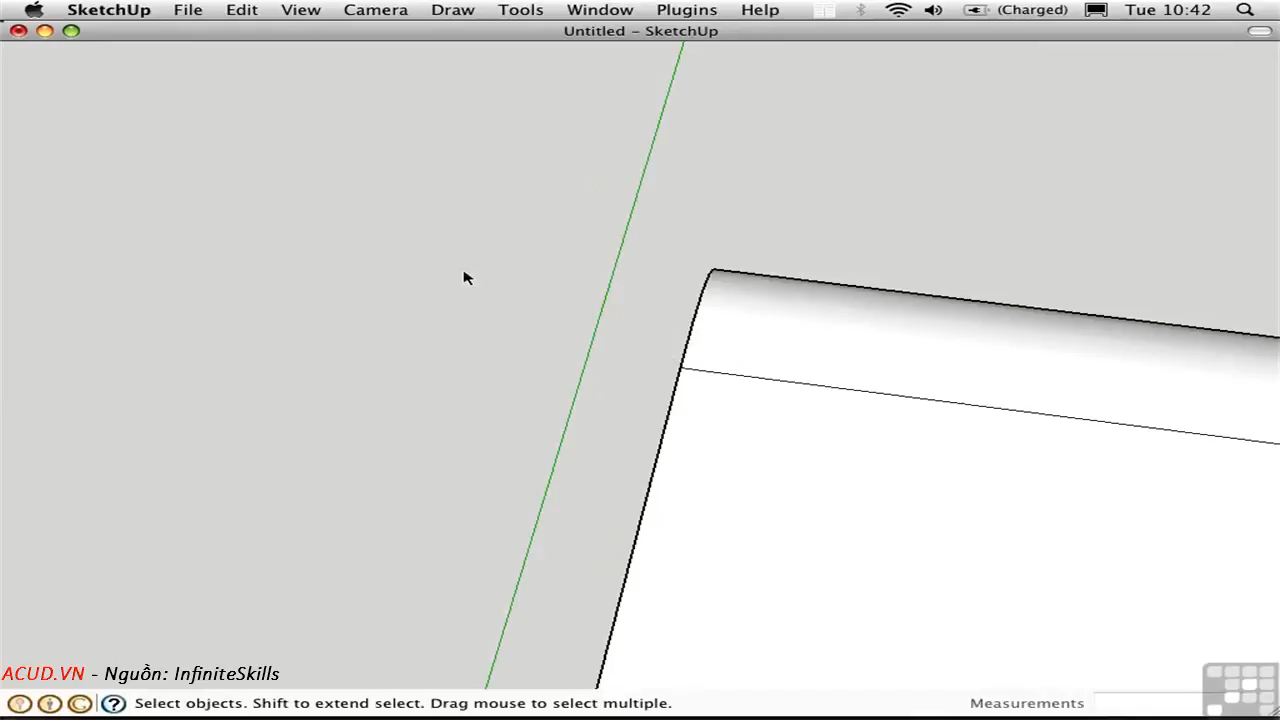 SketchUp File Edit View Camera Draw Tools Window Plugins Help (Charged) Tue 10:42
Untitled – SketchUp
ACUD.VN - Nguồn: InfiniteSkills
Select objects. Shift to extend select. Drag mouse to select multiple. Measurements